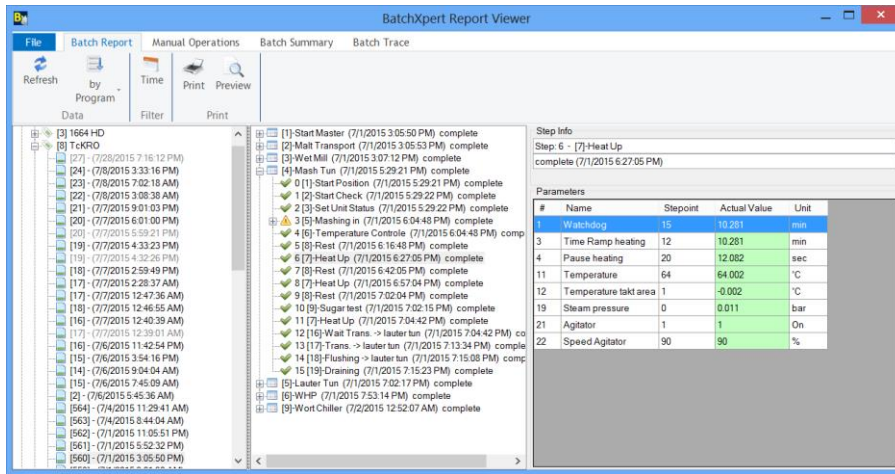 BatchXpert Report Viewer
File Batch Report Manual Operations Batch Summary Batch Trace
Refresh by Program Time Print Preview
Data Filter Print
[3] 1664 HD
[8] TcKRO
[27] - (7/28/2015 7:16:12 PM)
[24] - (7/8/2015 3:33:16 PM)
[23] - (7/8/2015 7:02:18 AM)
[22] - (7/8/2015 3:08:38 AM)
[21] - (7/7/2015 9:01:03 PM)
[20] - (7/7/2015 6:01:00 PM)
[20] - (7/7/2015 5:59:21 PM)
[19] - (7/7/2015 4:33:23 PM)
[19] - (7/7/2015 4:32:26 PM)
[18] - (7/7/2015 2:59:49 PM)
[17] - (7/7/2015 2:28:37 AM)
[17] - (7/7/2015 12:47:36 AM)
[18] - (7/7/2015 12:46:55 AM)
[16] - (7/7/2015 12:40:39 AM)
[17] - (7/7/2015 12:39:01 AM)
[16] - (7/6/2015 11:42:54 PM)
[15] - (7/6/2015 3:54:16 PM)
[14] - (7/6/2015 9:04:04 AM)
[15] - (7/6/2015 7:45:09 AM)
[2] - (7/6/2015 5:45:36 AM)
[564] - (7/4/2015 11:29:41 AM)
[563] - (7/4/2015 8:44:04 AM)
[562] - (7/1/2015 11:05:51 PM)
[561] - (7/1/2015 5:52:32 PM)
[560] - (7/1/2015 3:05:50 PM)
[1]-Start Master (7/1/2015 3:05:50 PM) complete
[2]-Malt Transport (7/1/2015 3:05:53 PM) complete
[3]-Wet Mill (7/1/2015 3:07:12 PM) complete
[4]-Mash Tun (7/1/2015 5:29:21 PM) complete
0 [1]-Start Position (7/1/2015 5:29:21 PM) complete
1 [2]-Start Check (7/1/2015 5:29:22 PM) complete
2 [3]-Set Unit Status (7/1/2015 5:29:22 PM) complete
3 [5]-Mashing in (7/1/2015 6:04:48 PM) complete
4 [6]-Temperature Controle (7/1/2015 6:04:48 PM) comp
5 [8]-Rest (7/1/2015 6:16:48 PM) complete
6 [7]-Heat Up (7/1/2015 6:27:05 PM) complete
7 [8]-Rest (7/1/2015 6:42:05 PM) complete
8 [7]-Heat Up (7/1/2015 6:57:04 PM) complete
9 [8]-Rest (7/1/2015 7:02:04 PM) complete
10 [9]-Sugar test (7/1/2015 7:02:15 PM) complete
11 [7]-Heat Up (7/1/2015 7:04:42 PM) complete
12 [16]-Wait Trans. -> lauter tun (7/1/2015 7:04:42 PM) co
13 [17]-Trans. -> lauter tun (7/1/2015 7:13:34 PM) comple
14 [18]-Flushing -> lauter tun (7/1/2015 7:15:08 PM) comp
15 [19]-Draining (7/1/2015 7:15:23 PM) complete
[5]-Lauter Tun (7/1/2015 7:02:17 PM) complete
[6]-WHP (7/1/2015 7:53:14 PM) complete
[9]-Wort Chiller (7/2/2015 12:52:07 AM) complete
Step Info
Step: 6 - [7]-Heat Up
complete (7/1/2015 6:27:05 PM)
Parameters
# Name Stepoint Actual Value Unit
1 Watchdog 15 10.281 min
3 Time Ramp heating 12 10.281 min
4 Pause heating 20 12.082 sec
11 Temperature 64 64.002 °C
12 Temperature takt area 1 -0.002 °C
19 Steam pressure 0 0.011 bar
21 Agitator 1 1 On
22 Speed Agitator 90 90 %